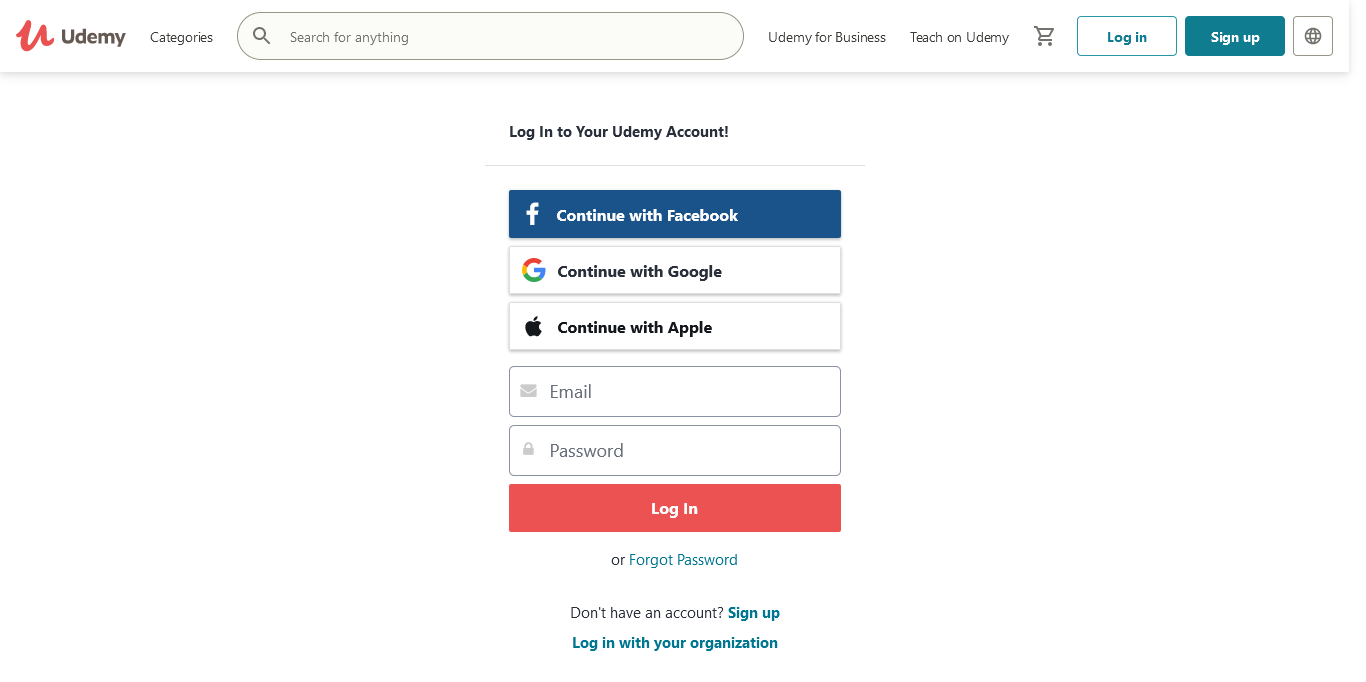 Udemy Categories Search for anything Udemy for Business Teach on Udemy Log in Sign up
Log In to Your Udemy Account!
Continue with Facebook
Continue with Google
Continue with Apple
Email
Password
Log In
or Forgot Password
Don't have an account? Sign up
Log in with your organization